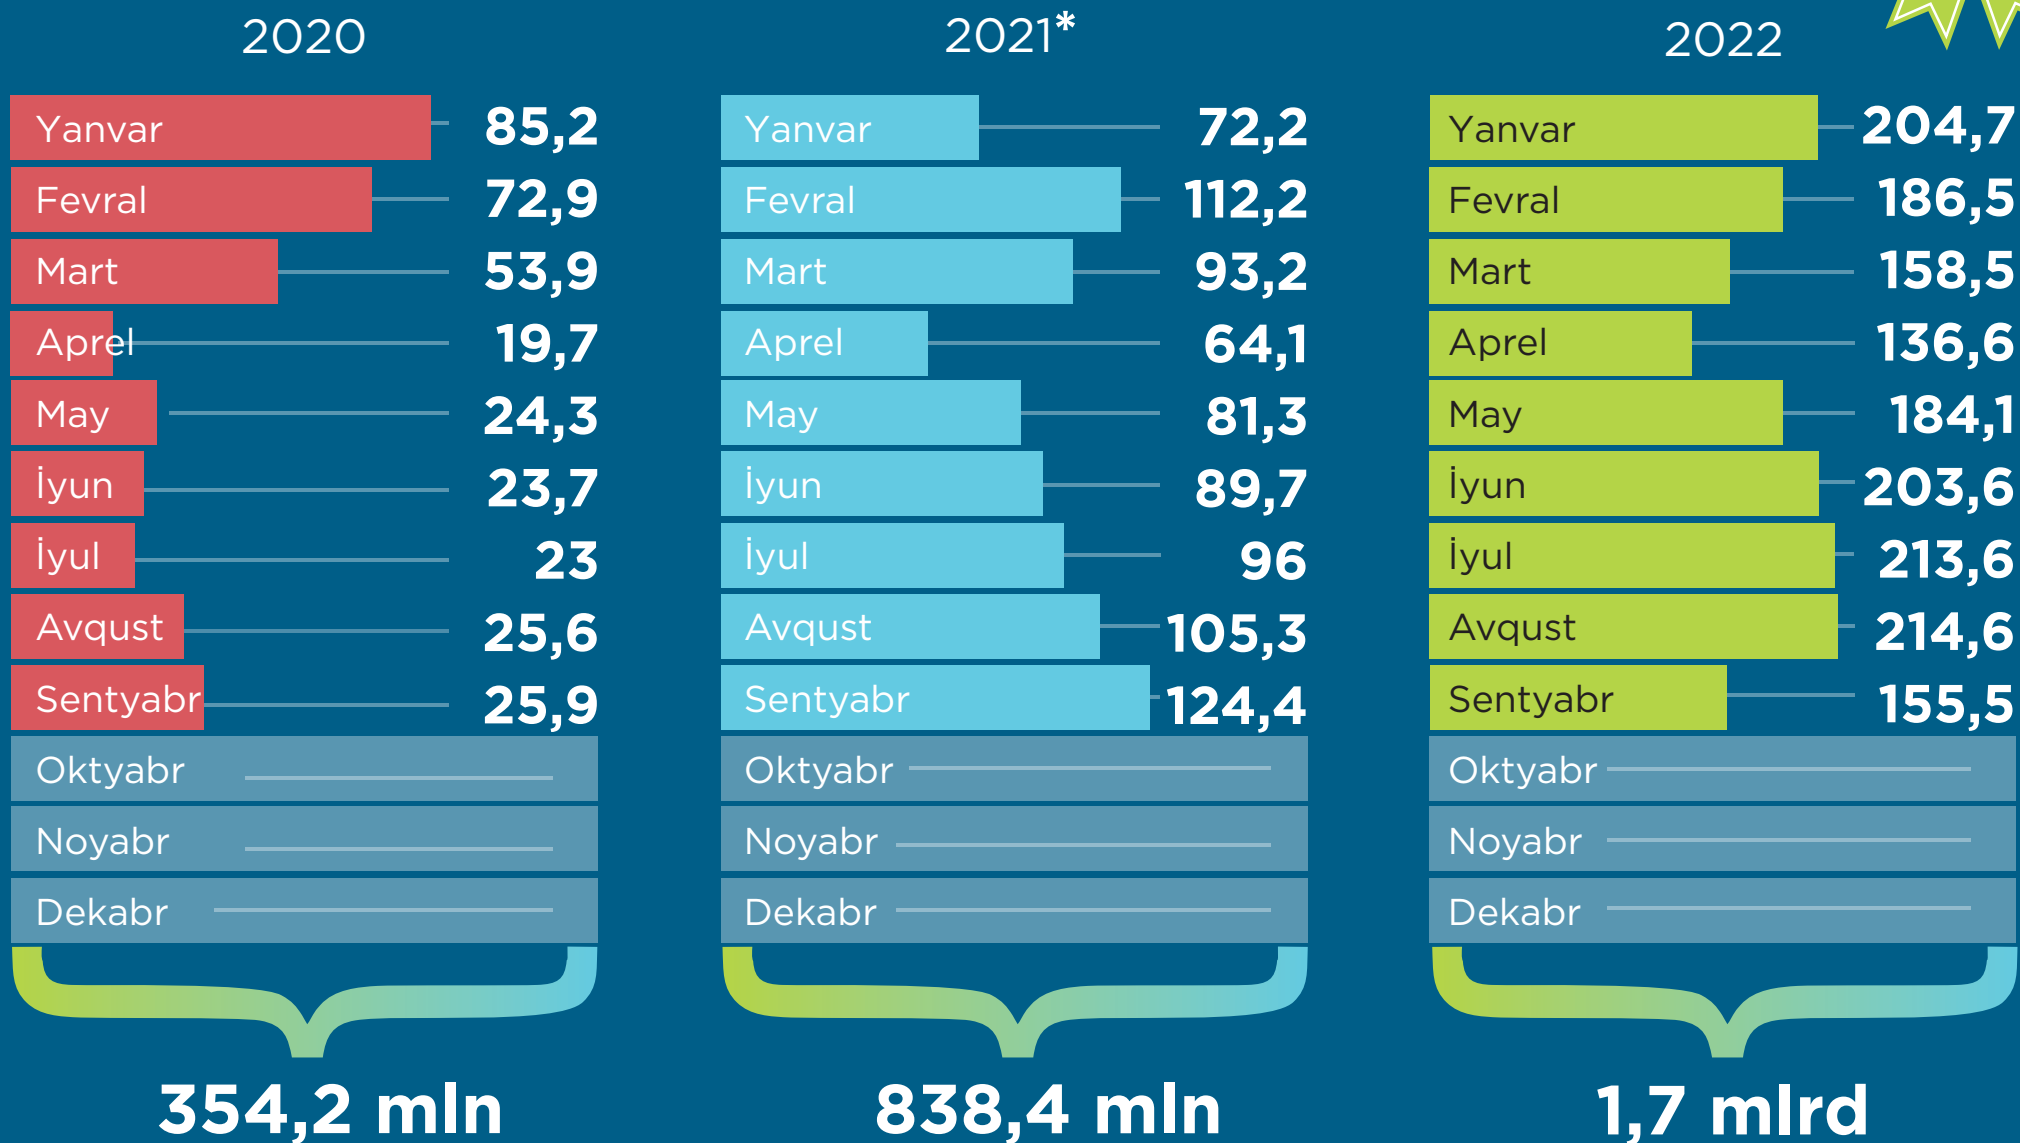 2020
Yanvar 85,2
Fevral 72,9
Mart 53,9
Aprel 19,7
May 24,3
İyun 23,7
İyul 23
Avqust 25,6
Sentyabr 25,9
Oktyabr
Noyabr
Dekabr
354,2 mln
2021*
Yanvar 72,2
Fevral 112,2
Mart 93,2
Aprel 64,1
May 81,3
İyun 89,7
İyul 96
Avqust 105,3
Sentyabr 124,4
Oktyabr
Noyabr
Dekabr
838,4 mln
2022
Yanvar 204,7
Fevral 186,5
Mart 158,5
Aprel 136,6
May 184,1
İyun 203,6
İyul 213,6
Avqust 214,6
Sentyabr 155,5
Oktyabr
Noyabr
Dekabr
1,7 mlrd